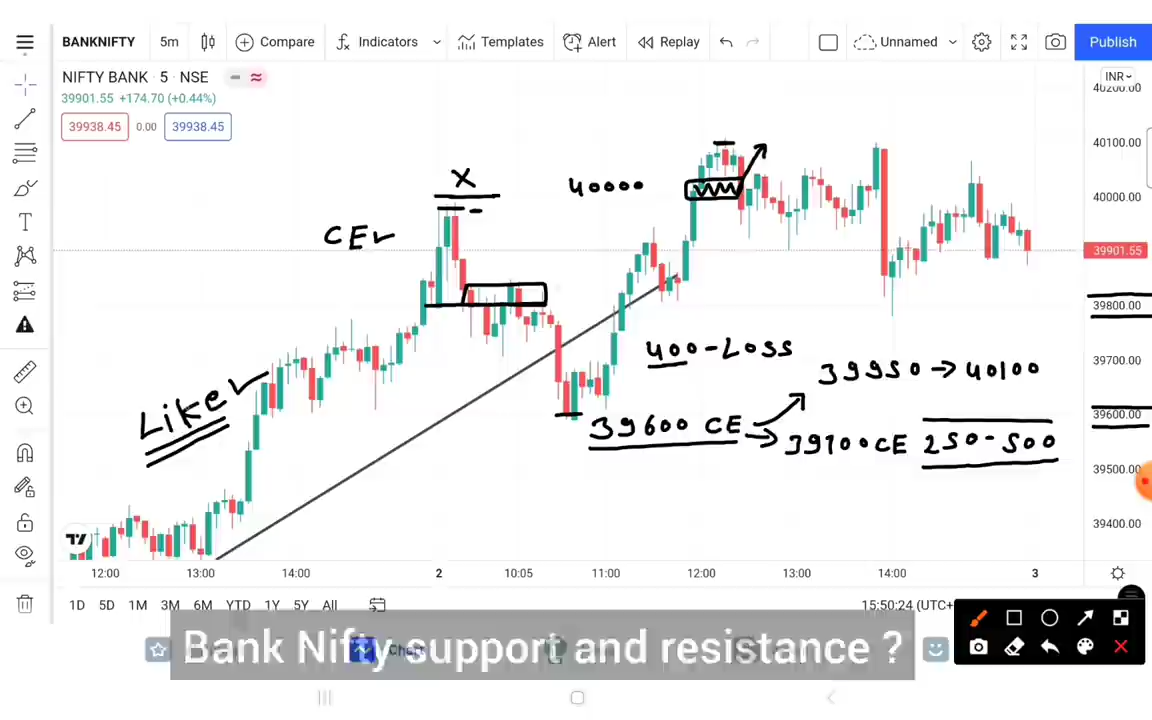 BANKNIFTY 5m Compare Indicators Templates Alert Replay Unnamed Publish
NIFTY BANK · 5 · NSE
INR
39901.55 +174.70 (+0.44%)
39938.45 0.00 39938.45
40200.00
40100.00
40000.00
39901.55
39800.00
39700.00
39600.00
39500.00
39400.00
X
40000
CE
400-LOSS
39950 → 40100
Like
39600 CE
39700CE 250-500
12:00 13:00 14:00 2 10:05 11:00 12:00 13:00 14:00 3
1D 5D 1M 3M 6M YTD 1Y 5Y All 15:50:24 (UTC+
Bank Nifty support and resistance ?